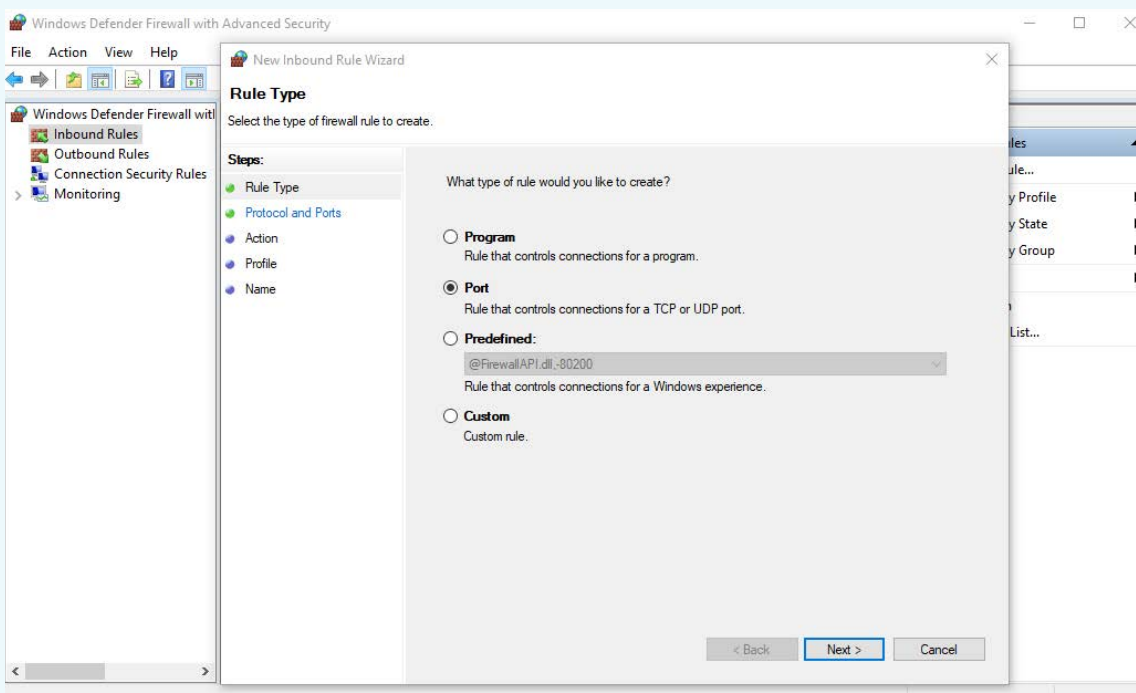 Windows Defender Firewall with Advanced Security
File Action View Help
Windows Defender Firewall with
Inbound Rules
Outbound Rules
Connection Security Rules
Monitoring
New Inbound Rule Wizard
Rule Type
Select the type of firewall rule to create.
Steps:
Rule Type
Protocol and Ports
Action
Profile
Name
What type of rule would you like to create?
Program
Rule that controls connections for a program.
Port
Rule that controls connections for a TCP or UDP port.
Predefined:
@FirewallAPI.dll,-80200
Rule that controls connections for a Windows experience.
Custom
Custom rule.
< Back Next > Cancel
les
ule...
y Profile
y State
y Group
List...